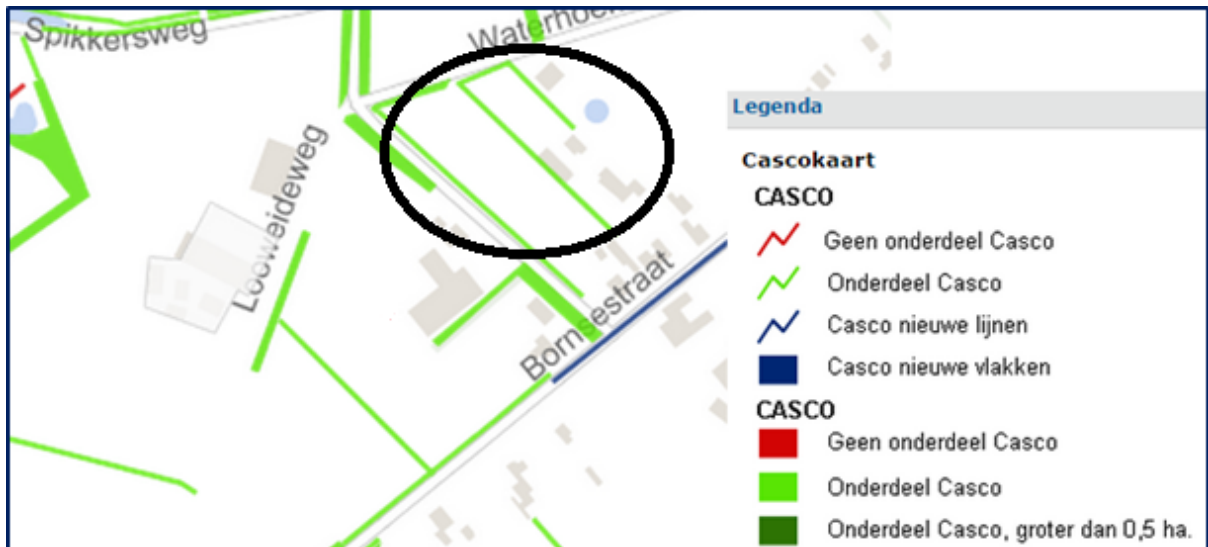 Spikkersweg
Looweideweg
Bornsestraat
Legenda
Cascokaart
CASCO
Geen onderdeel Casco
Onderdeel Casco
Casco nieuwe lijnen
Casco nieuwe vlakken
CASCO
Geen onderdeel Casco
Onderdeel Casco
Onderdeel Casco, groter dan 0,5 ha.